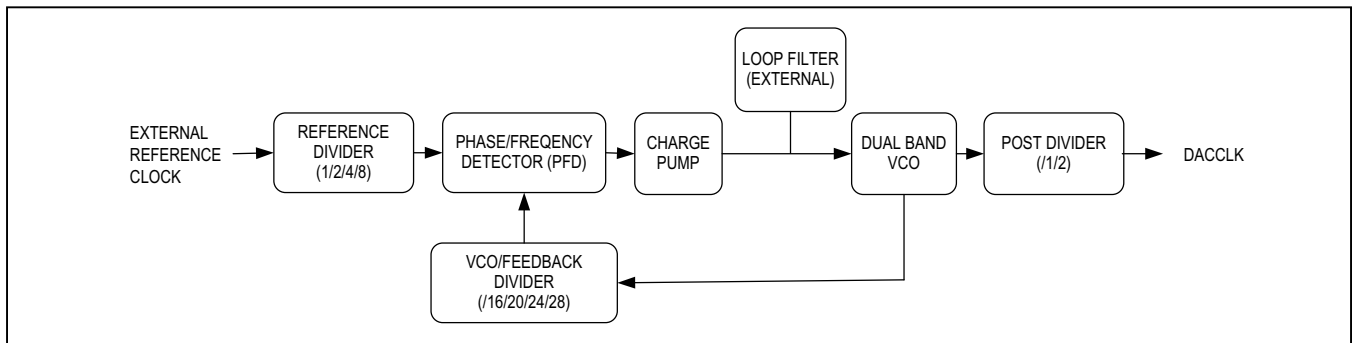 LOOP FILTER
(EXTERNAL)
EXTERNAL
REFERENCE
CLOCK
REFERENCE
DIVIDER
(1/2/4/8)
PHASE/FREQENCY
DETECTOR (PFD)
CHARGE
PUMP
DUAL BAND
VCO
POST DIVIDER
(/1/2)
DACCLK
VCO/FEEDBACK
DIVIDER
(/16/20/24/28)